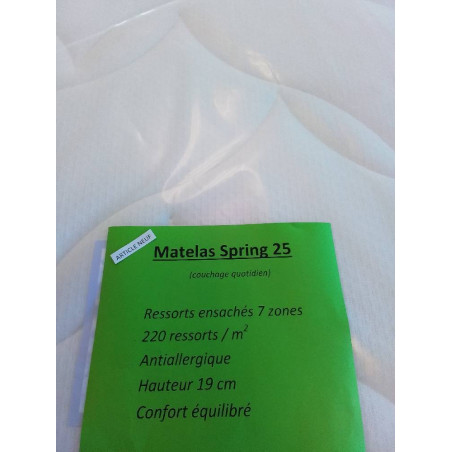 ARTICLE NEUF
Matelas Spring 25
(couchage quotidien)
Ressorts ensachés 7 zones
220 ressorts / m²
Antiallergique
Hauteur 19 cm
Confort équilibré